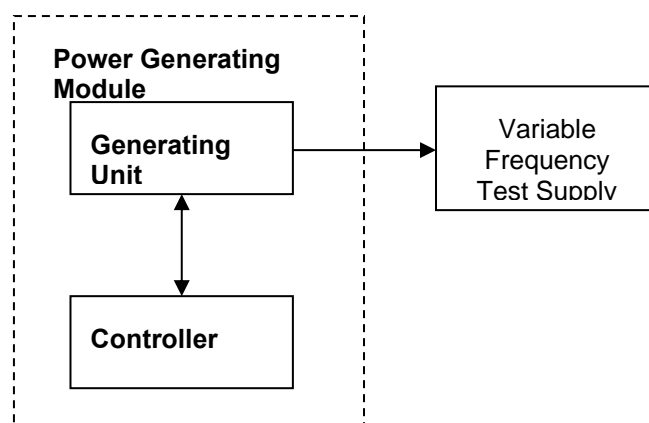 Power Generating
Module
Generating
Unit
Variable
Frequency
Test Supply
Controller